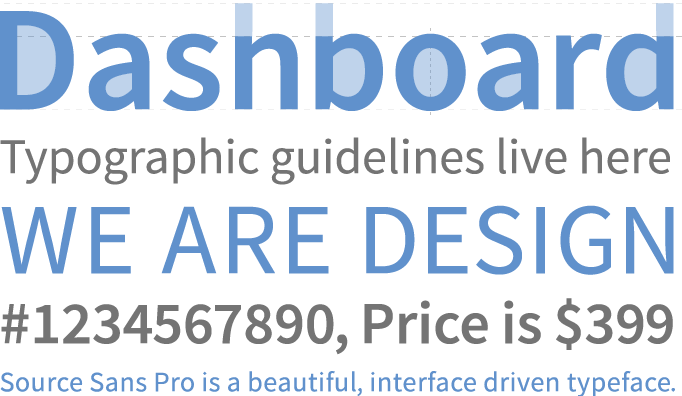 Dashboard
Typographic guidelines live here
WE ARE DESIGN
#1234567890, Price is $399
Source Sans Pro is a beautiful, interface driven typeface.